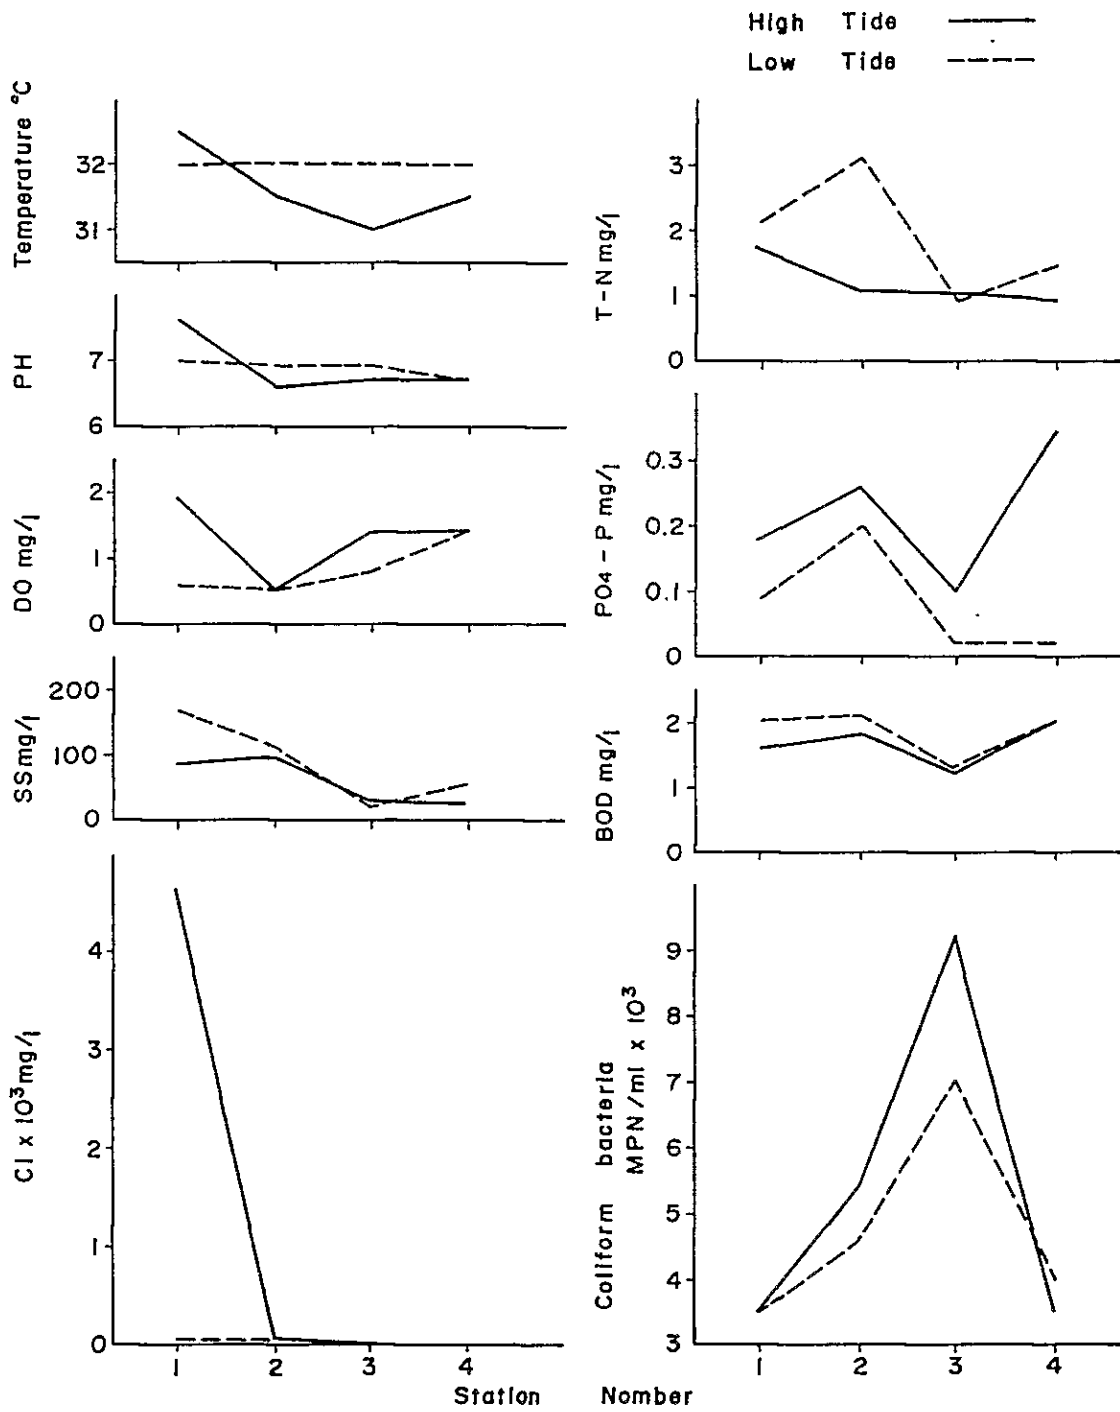 High Tide
Low Tide
Temperature °C
32
31
PH
7
6
DO mg/l
2
1
0
SS mg/l
200
100
0
Cl x 10³ mg/l
4
3
2
1
0
1 2 3 4
T-N mg/l
3
2
1
0
PO4 - P mg/l
0.3
0.2
0.1
0
BOD mg/l
2
1
0
Coliform bacteria
MPN/ml x 10³
9
8
7
6
5
4
3
1 2 3 4
Station Nomber